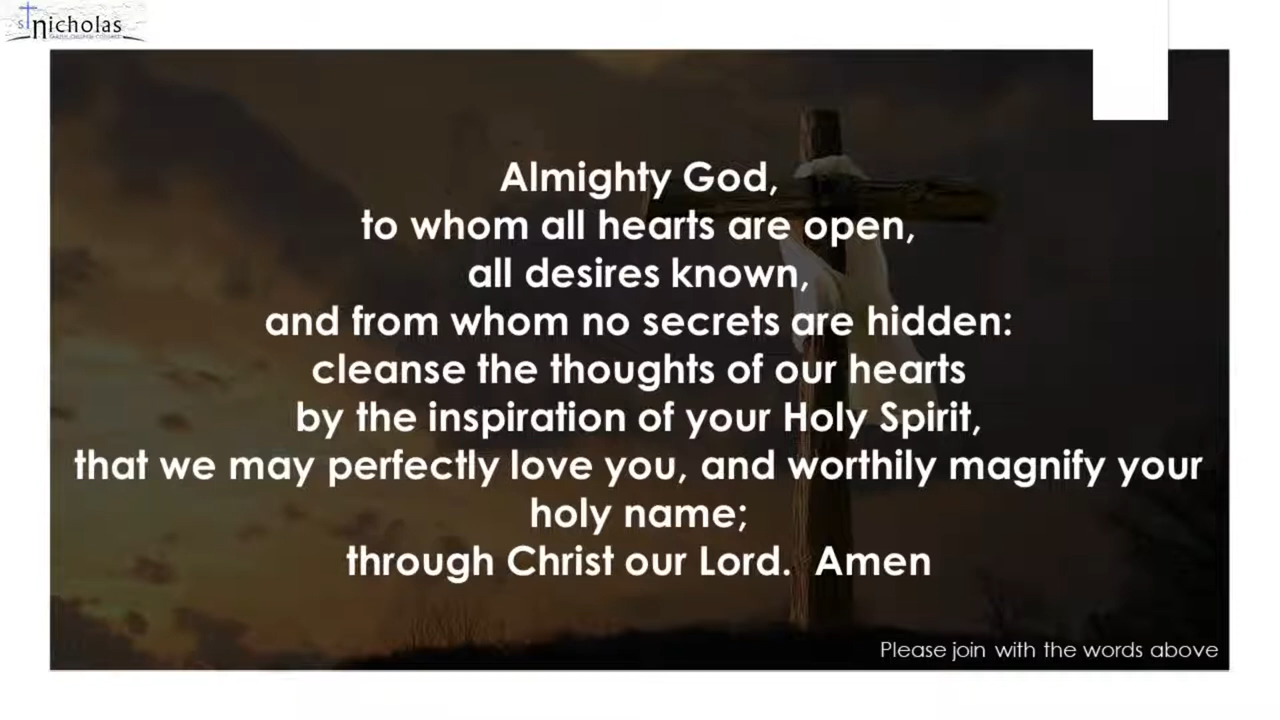 st nicholas
Almighty God,
to whom all hearts are open,
all desires known,
and from whom no secrets are hidden:
cleanse the thoughts of our hearts
by the inspiration of your Holy Spirit,
that we may perfectly love you, and worthily magnify your
holy name;
through Christ our Lord.  Amen
Please join with the words above